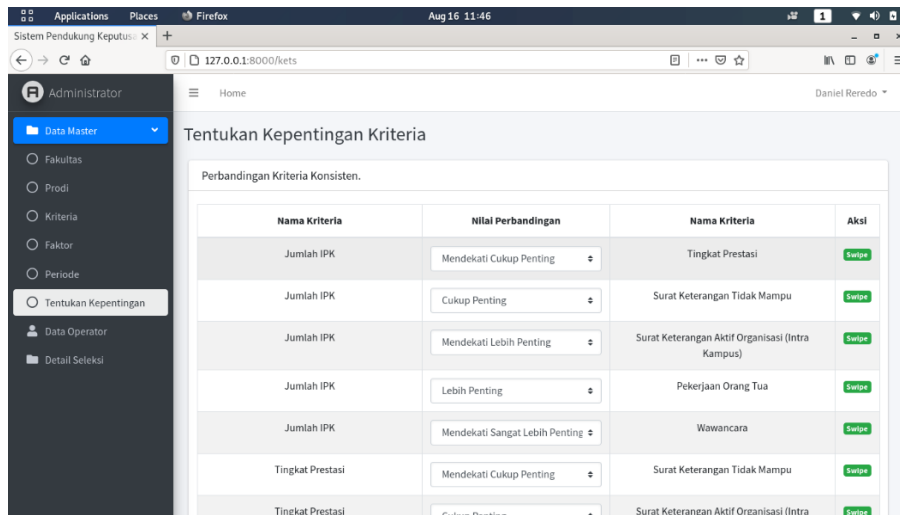 Applications Places Firefox Aug 16 11:46 1
Sistem Pendukung Keputusa
127.0.0.1:8000/kets
Administrator
Home
Daniel Reredo
Data Master
Fakultas
Prodi
Kriteria
Faktor
Periode
Tentukan Kepentingan
Data Operator
Detail Seleksi
Tentukan Kepentingan Kriteria
Perbandingan Kriteria Konsisten.
Nama Kriteria Nilai Perbandingan Nama Kriteria Aksi
Jumlah IPK Mendekati Cukup Penting Tingkat Prestasi Swipe
Jumlah IPK Cukup Penting Surat Keterangan Tidak Mampu Swipe
Jumlah IPK Mendekati Lebih Penting Surat Keterangan Aktif Organisasi (Intra Swipe
Kampus)
Jumlah IPK Lebih Penting Pekerjaan Orang Tua Swipe
Jumlah IPK Mendekati Sangat Lebih Penting Wawancara Swipe
Tingkat Prestasi Mendekati Cukup Penting Surat Keterangan Tidak Mampu Swipe
Tingkat Prestasi Cukup Penting Surat Keterangan Aktif Organisasi (Intra Swipe